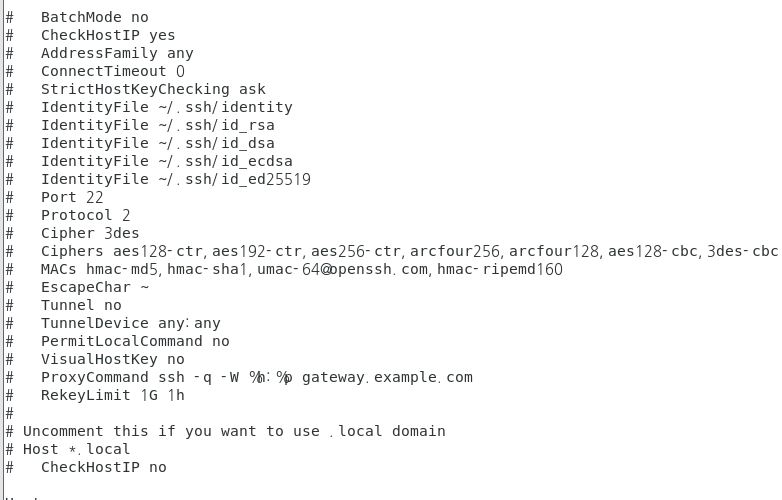 #   BatchMode no
#   CheckHostIP yes
#   AddressFamily any
#   ConnectTimeout 0
#   StrictHostKeyChecking ask
#   IdentityFile ~/.ssh/identity
#   IdentityFile ~/.ssh/id_rsa
#   IdentityFile ~/.ssh/id_dsa
#   IdentityFile ~/.ssh/id_ecdsa
#   IdentityFile ~/.ssh/id_ed25519
#   Port 22
#   Protocol 2
#   Cipher 3des
#   Ciphers aes128-ctr,aes192-ctr,aes256-ctr,arcfour256,arcfour128,aes128-cbc,3des-cbc
#   MACs hmac-md5,hmac-sha1,umac-64@openssh.com,hmac-ripemd160
#   EscapeChar ~
#   Tunnel no
#   TunnelDevice any:any
#   PermitLocalCommand no
#   VisualHostKey no
#   ProxyCommand ssh -q -W %h:%p gateway.example.com
#   RekeyLimit 1G 1h
#
# Uncomment this if you want to use .local domain
# Host *.local
#   CheckHostIP no